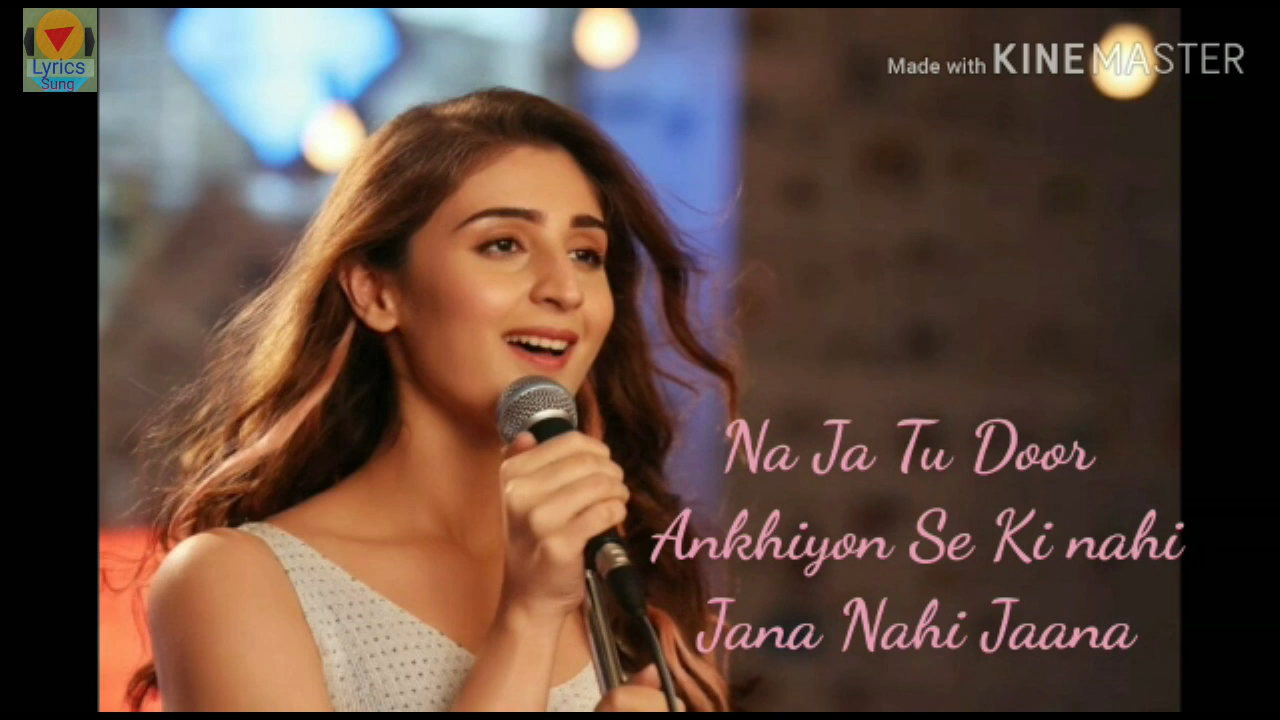 Lyrics
Sung
Made with KINEMASTER
Na Ja Tu Door
Ankhiyon Se Ki nahi
Jana Nahi Jaana